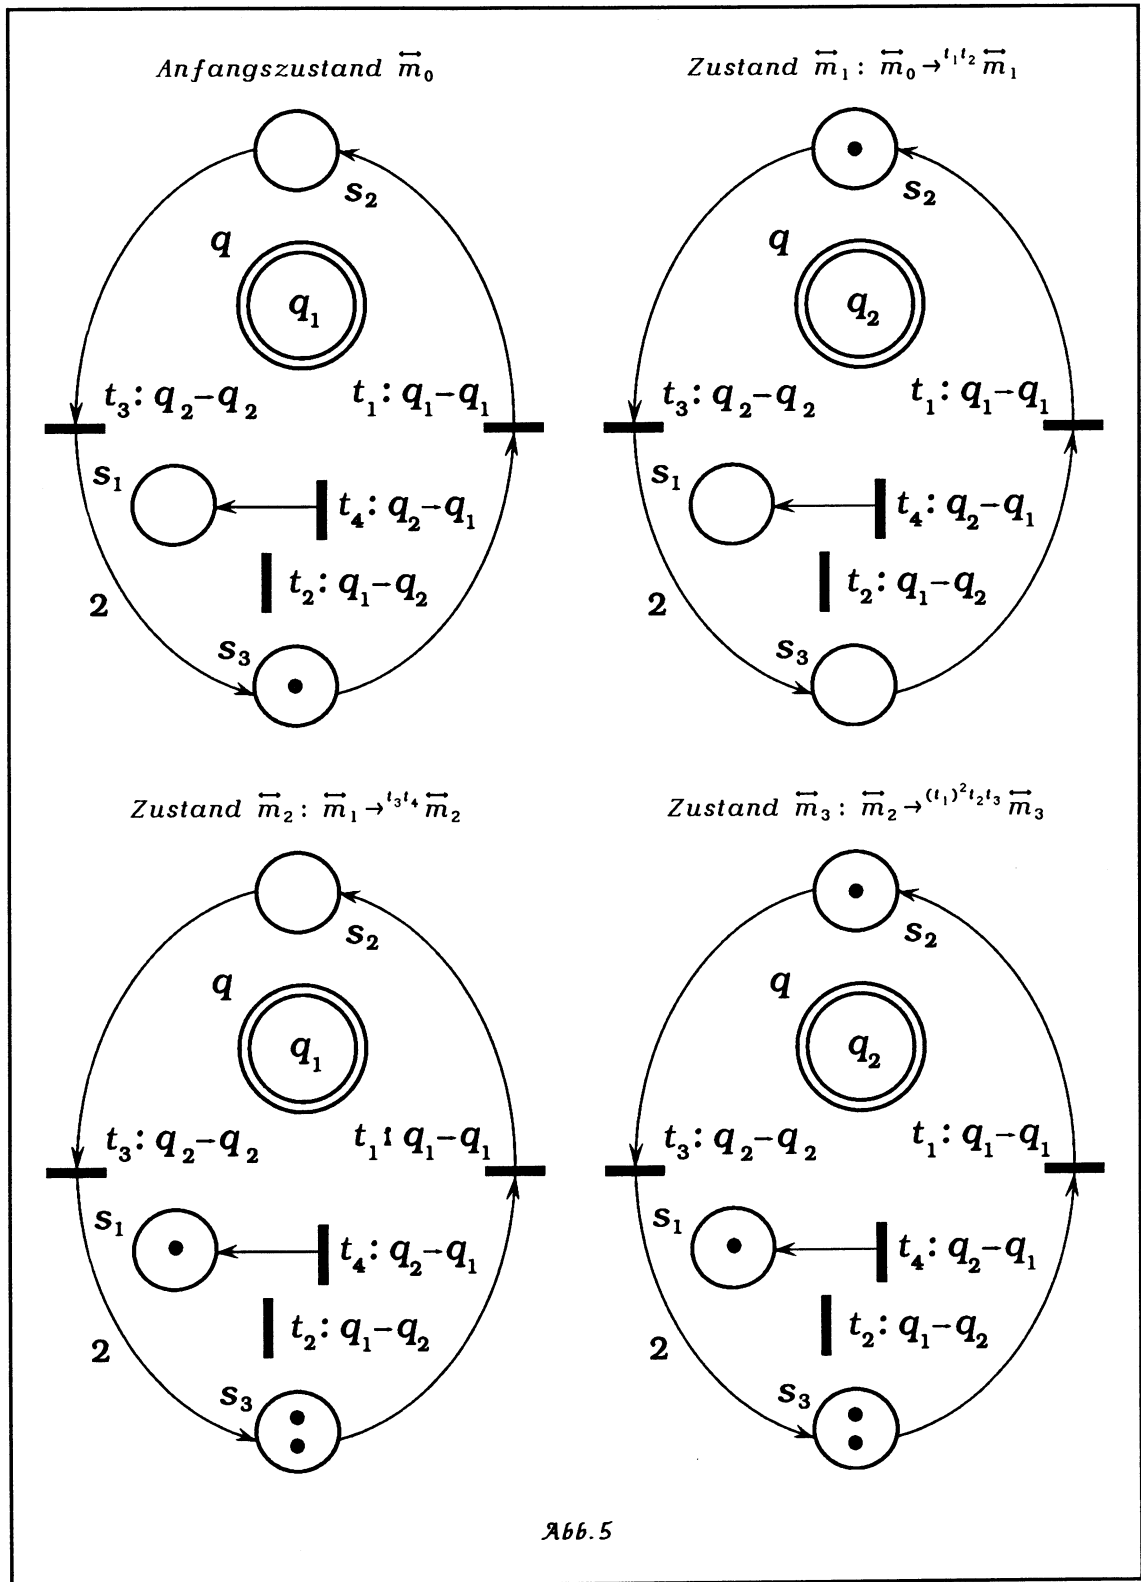 Anfangszustand m⃡₀
s₂
q
q₁
t₃: q₂–q₂
t₁: q₁–q₁
s₁
t₄: q₂–q₁
t₂: q₁–q₂
2
s₃
Zustand m⃡₁: m⃡₀ →ᵗ¹ᵗ² m⃡₁
s₂
q
q₂
t₃: q₂–q₂
t₁: q₁–q₁
s₁
t₄: q₂–q₁
t₂: q₁–q₂
2
s₃
Zustand m⃡₂: m⃡₁ →ᵗ³ᵗ⁴ m⃡₂
s₂
q
q₁
t₃: q₂–q₂
t₁: q₁–q₁
s₁
t₄: q₂–q₁
t₂: q₁–q₂
2
s₃
Zustand m⃡₃: m⃡₂ →⁽ᵗ¹⁾²ᵗ²ᵗ³ m⃡₃
s₂
q
q₂
t₃: q₂–q₂
t₁: q₁–q₁
s₁
t₄: q₂–q₁
t₂: q₁–q₂
2
s₃
Abb.5